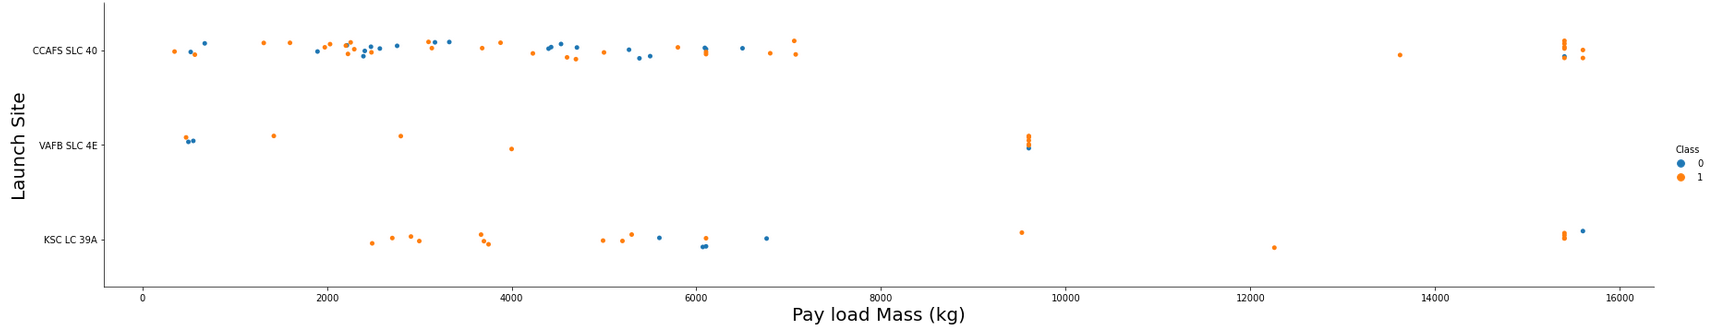 CCAFS SLC 40
VAFB SLC 4E
KSC LC 39A
Launch Site
0 2000 4000 6000 8000 10000 12000 14000 16000
Pay load Mass (kg)
Class
0
1